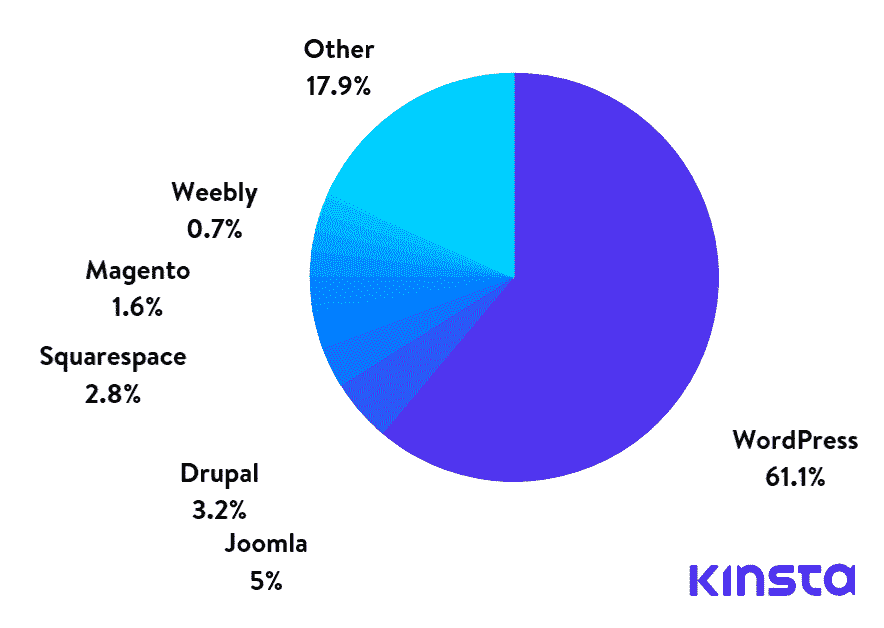 Other
17.9%
Weebly
0.7%
Magento
1.6%
Squarespace
2.8%
Drupal
3.2%
Joomla
5%
WordPress
61.1%
KINSTA